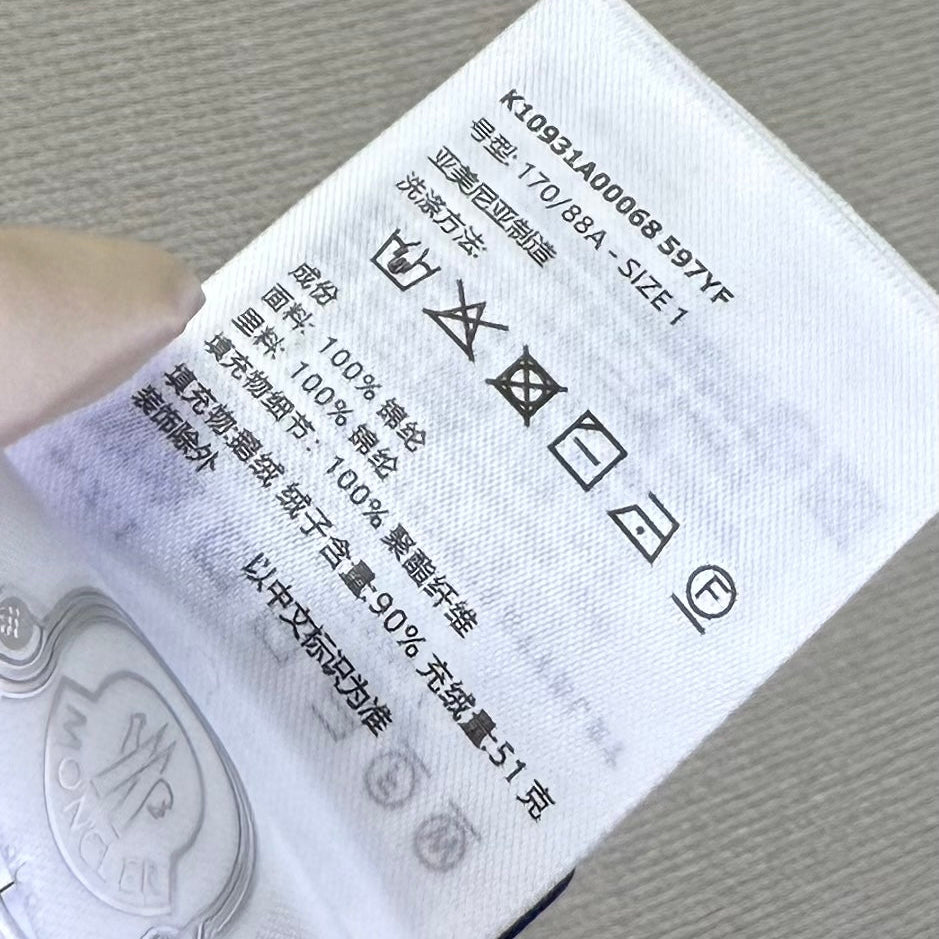 K10931A00068 597YF
号型: 170/88A - SIZE 1
亚美尼亚制造
洗涤方法:
F
成份
面料: 100% 锦纶
里料: 100% 锦纶
填充物细节: 100% 聚酯纤维
填充物:鹅绒 绒子含量:90% 充绒量:51 克
装饰除外
以中文标识为准
MONCLER